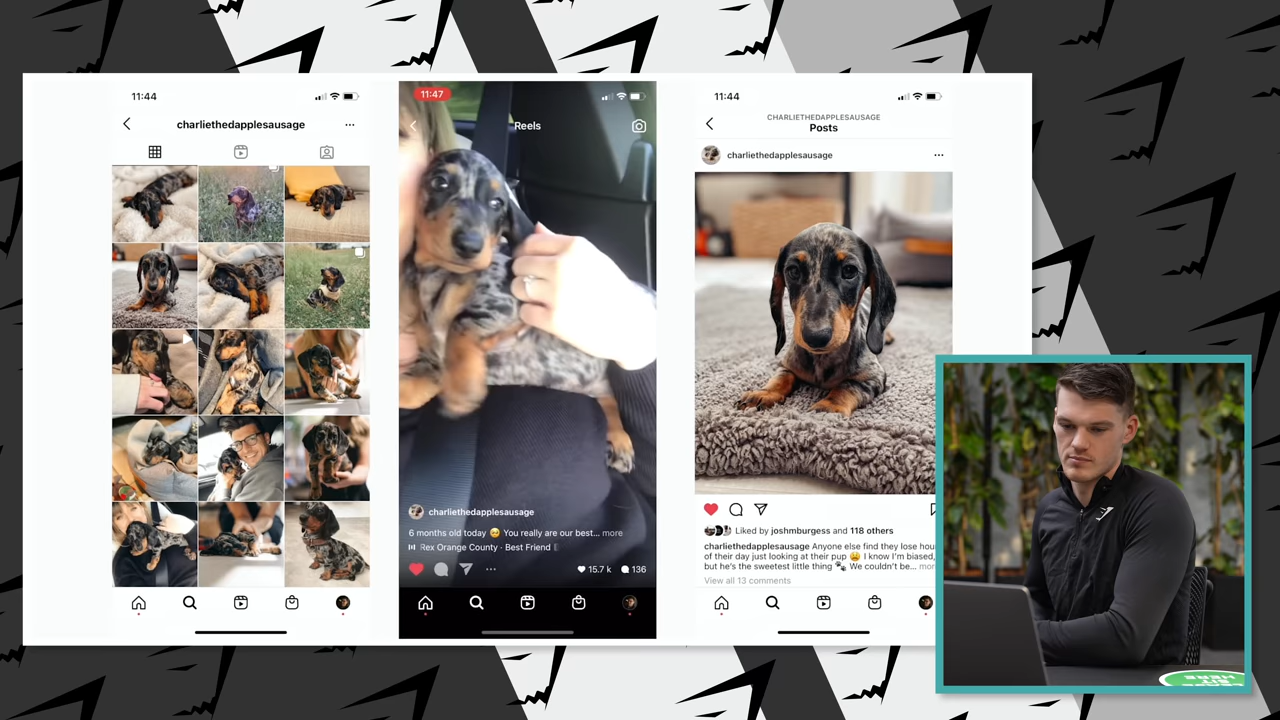 11:44
charliethedapplesausage
11:47
Reels
charliethedapplesausage
6 months old today 🥺 You really are our best... more
Rex Orange County · Best Friend
15.7 k
136
11:44
CHARLIETHEDAPPLESAUSAGE
Posts
charliethedapplesausage
Liked by joshmburgess and 118 others
charliethedapplesausage Anyone else find they lose
of their day just looking at their pup 😩 I know I'm biased,
but he's the sweetest little thing 🐾 We couldn't be...
View all 13 comments
SIT
HERE